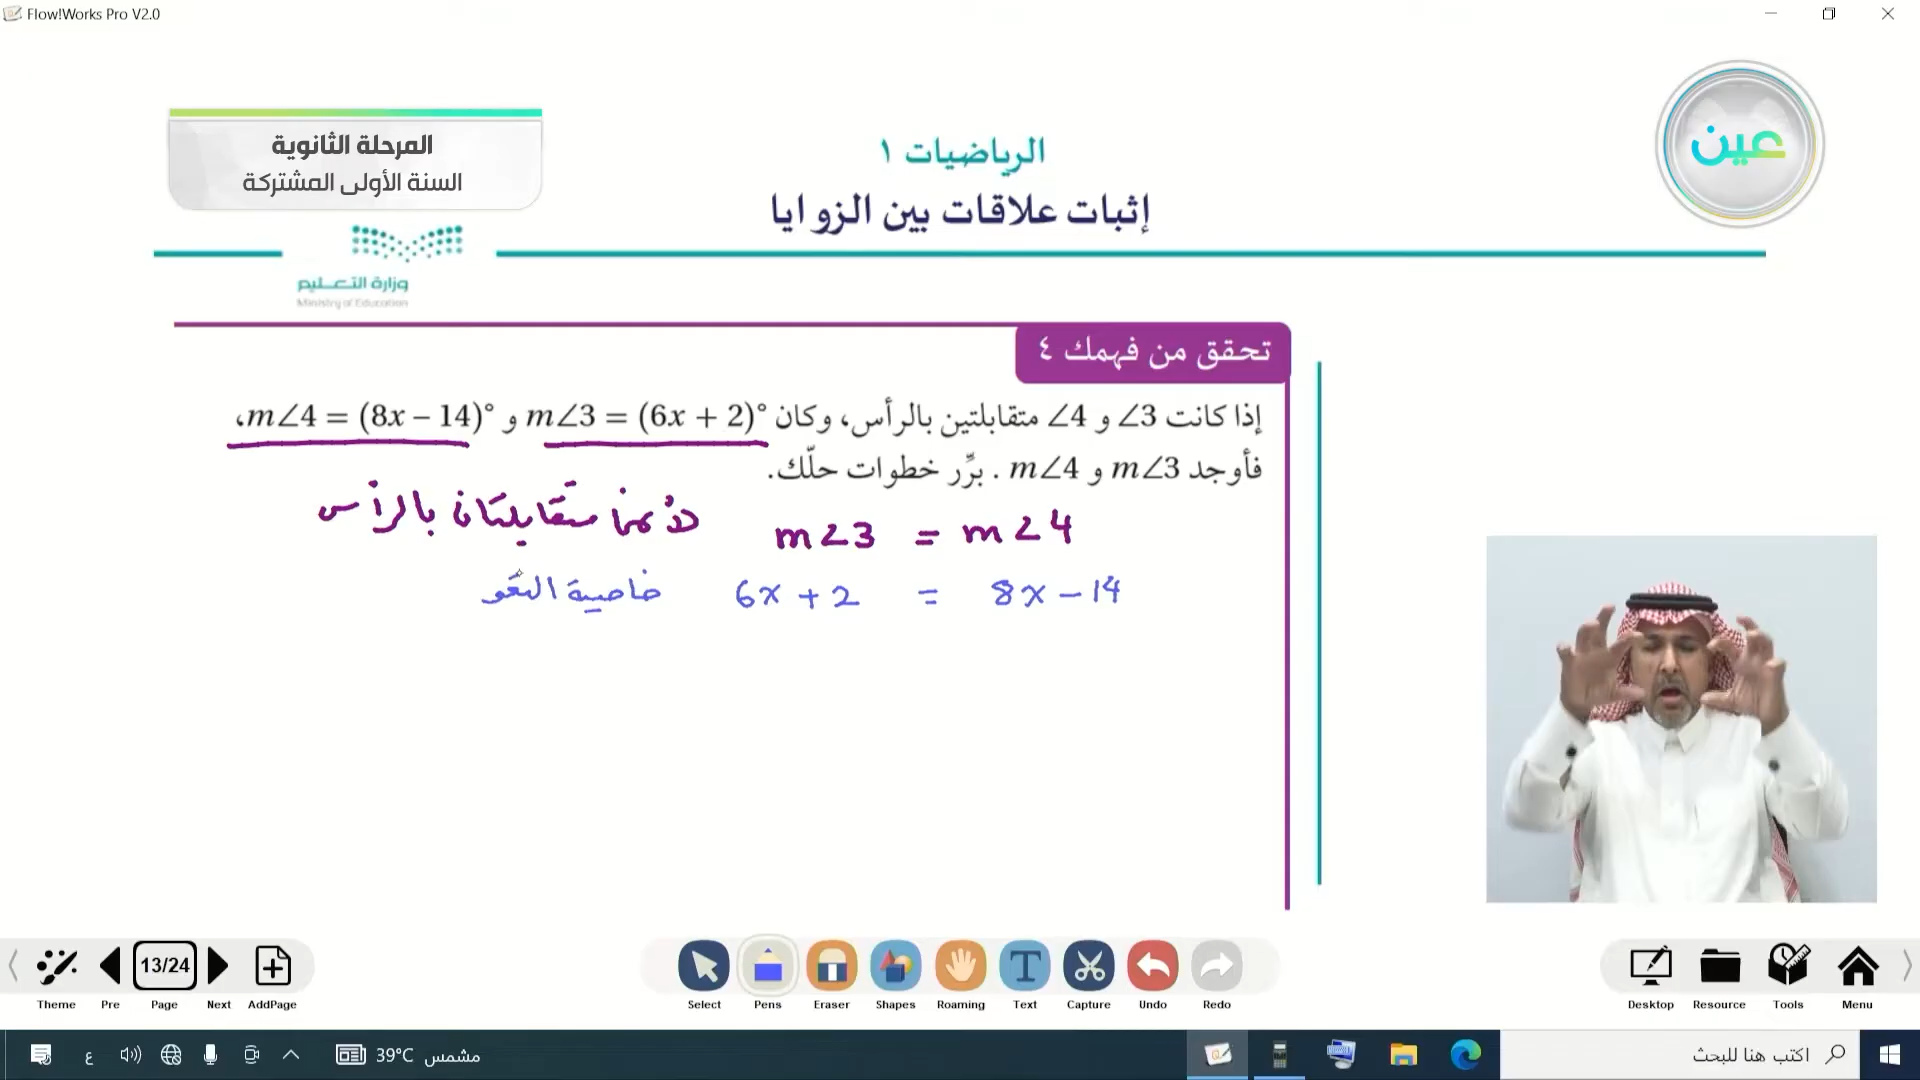 Flow!Works Pro V2.0
عين
الرياضيات ١
إثبات علاقات بين الزوايا
المرحلة الثانوية
السنة الأولى المشتركة
وزارة التعليم
Ministry of Education
تحقق من فهمك ٤
إذا كانت ∠3 و ∠4 متقابلتين بالرأس، وكان m∠3 = (6x + 2)° و m∠4 = (8x − 14)°،
فأوجد m∠3 و m∠4 . برِّر خطوات حلّك.
m∠3 = m∠4 لأنهما متقابلتان بالرأس
6x + 2 = 8x − 14 خاصية التعو
Theme Pre 13/24 Page Next AddPage
Select Pens Eraser Shapes Roaming Text Capture Undo Redo
Desktop Resource Tools Menu
ع 39°C مشمس
اكتب هنا للبحث